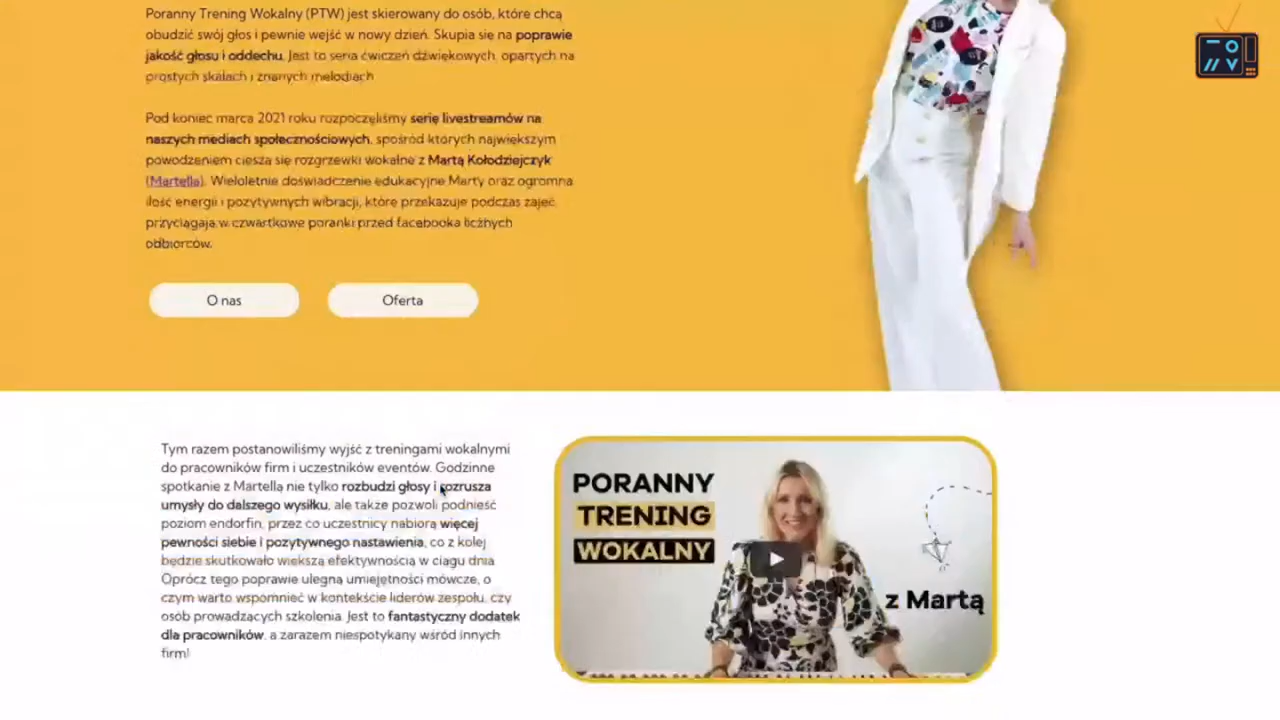 Poranny Trening Wokalny (PTW) jest skierowany do osób, które chcą
obudzić swój głos i pewnie wejść w nowy dzień. Skupia się na poprawie
jakość głosu i oddechu. Jest to seria ćwiczeń dźwiękowych, opartych na
prostych skalach i znanych melodiach.
Pod koniec marca 2021 roku rozpoczęliśmy serię livestreamów na
naszych mediach społecznościowych, spośród których największym
powodzeniem cieszą się rozgrzewki wokalne z Martą Kołodziejczyk
(Martella). Wieloletnie doświadczenie edukacyjne Marty oraz ogromna
ilość energii i pozytywnych wibracji, które przekazuje podczas zajęć,
przyciągają w czwartkowe poranki przed facebooka licznych
odbiorców.
O nas
Oferta
Tym razem postanowiliśmy wyjść z treningami wokalnymi
do pracowników firm i uczestników eventów. Godzinne
spotkanie z Martellą nie tylko rozbudzi głosy i rozrusza
umysły do dalszego wysiłku, ale także pozwoli podnieść
poziom endorfin, przez co uczestnicy nabiorą więcej
pewności siebie i pozytywnego nastawienia, co z kolej
będzie skutkowało większą efektywnością w ciągu dnia.
Oprócz tego poprawie ulegną umiejętności mówcze, o
czym warto wspomnieć w kontekście liderów zespołu, czy
osób prowadzących szkolenia. Jest to fantastyczny dodatek
dla pracowników, a zarazem niespotykany wśród innych
firm!
PORANNY
TRENING
WOKALNY
z Martą